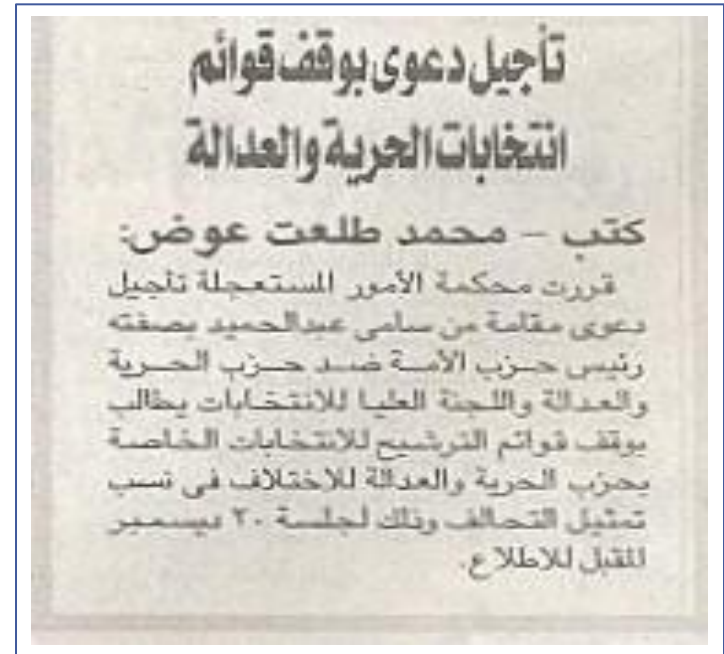 تأجيل دعوى بوقف قوائم
انتخابات الحرية والعدالة
كتب – محمد طلعت عوض:
قررت محكمة الأمور المستعجلة تأجيل
دعوى مقامة من سامى عبدالحميد بصفته
رئيس حزب الأمة ضد حزب الحرية
والعدالة واللجنة العليا للانتخابات يطالب
بوقف قوائم الترشيح للانتخابات الخاصة
بحزب الحرية والعدالة للاختلاف فى نسب
تمثيل التحالف وذلك لجلسة ٢٠ ديسمبر
المقبل للاطلاع.